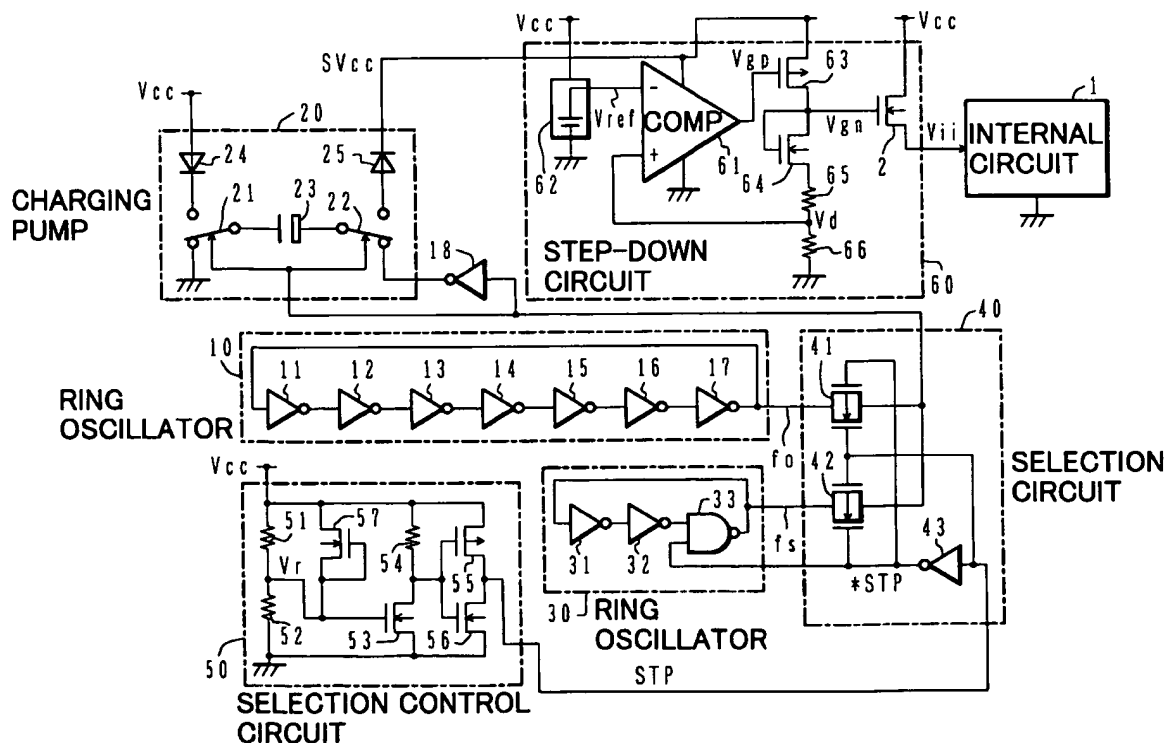 Vcc
Vcc
SVcc
Vgp
63
Vcc
20
62
Vref
-
+
COMP
61
64
Vgn
2
Vii
1
INTERNAL
CIRCUIT
24
25
21
23
22
CHARGING
PUMP
65
Vd
66
STEP-DOWN
CIRCUIT
60
18
10
11
12
13
14
15
16
17
RING
OSCILLATOR
fo
40
41
42
43
*STP
SELECTION
CIRCUIT
Vcc
51
57
54
55
Vr
52
53
56
50
SELECTION CONTROL
CIRCUIT
31
32
33
fs
30
RING
OSCILLATOR
STP